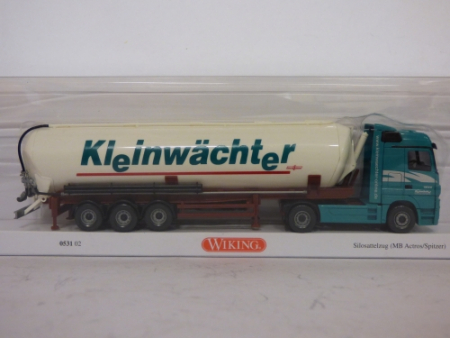 Kleinwächter
0531 02
WIKING
Silosattelzug (MB Actros/Spitzer)